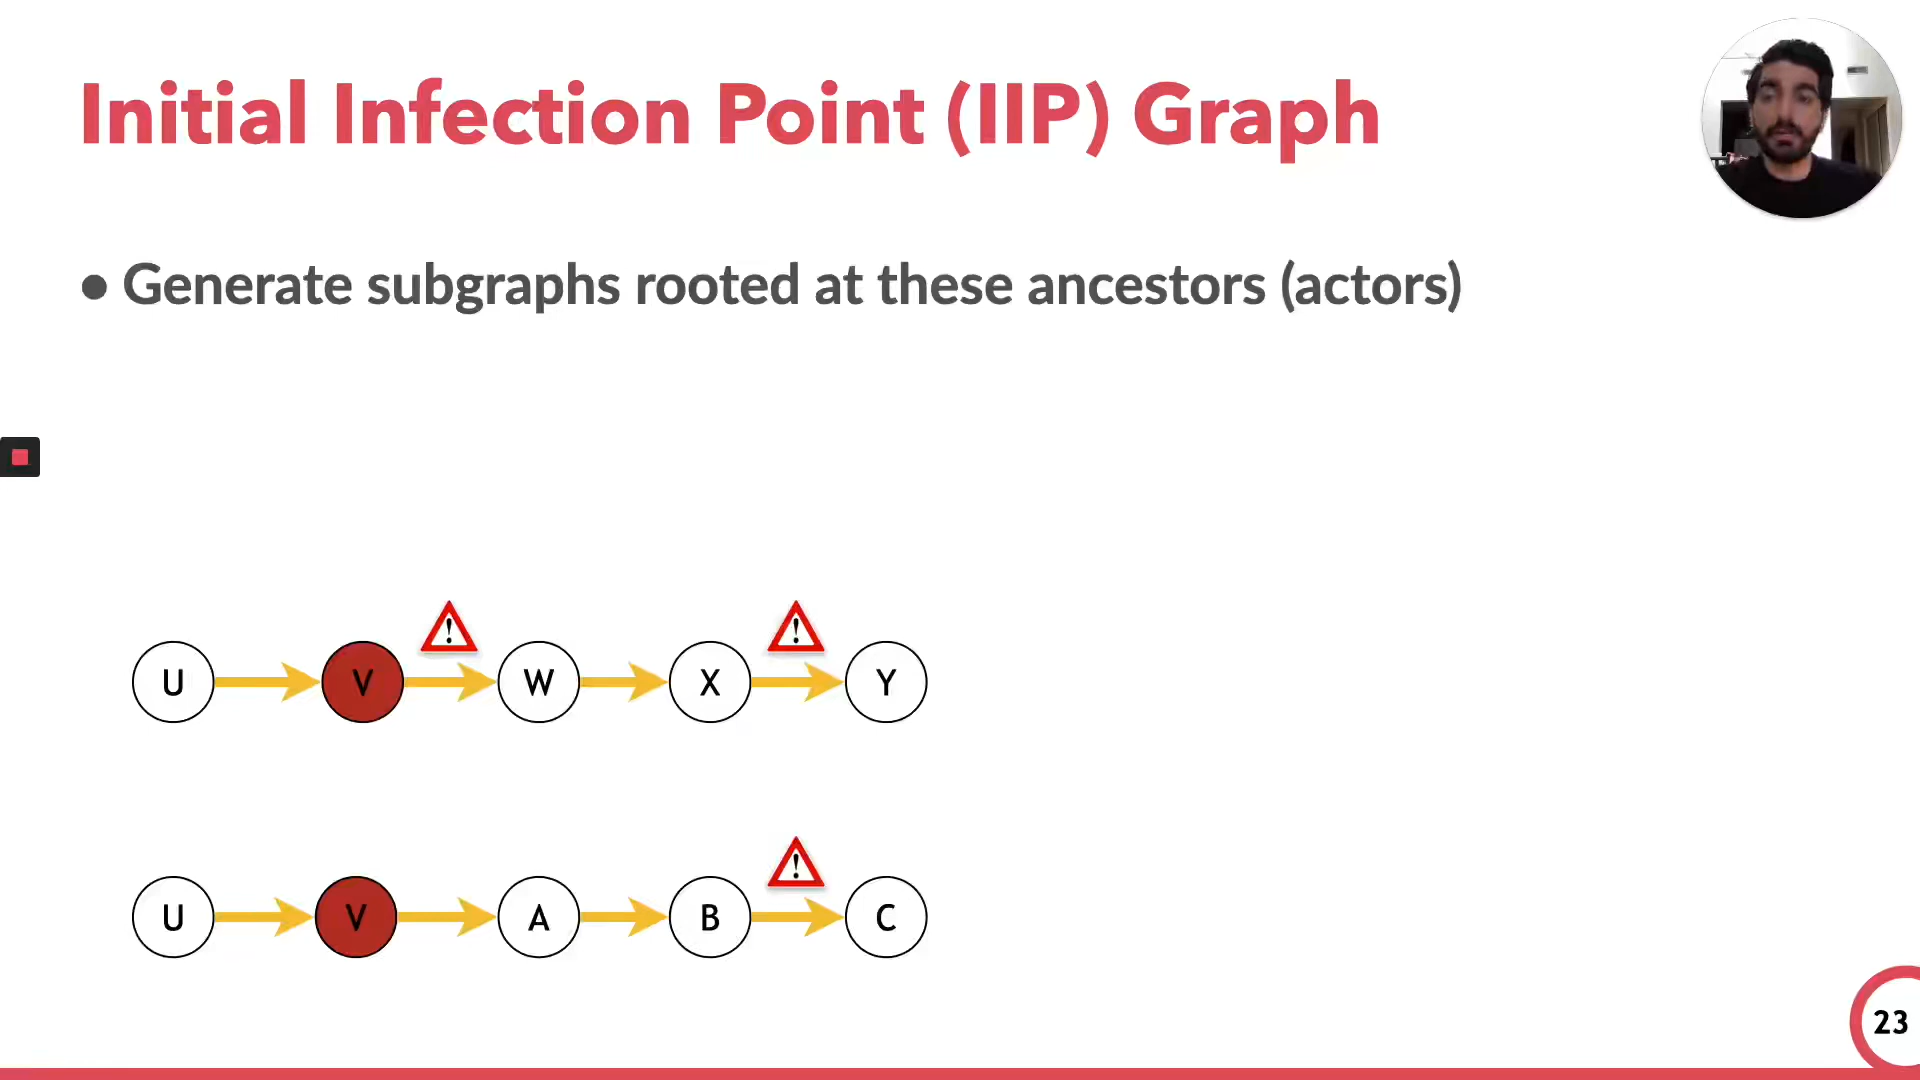 Initial Infection Point (IIP) Graph
• Generate subgraphs rooted at these ancestors (actors)
! !
U V W X Y
!
U V A B C
23